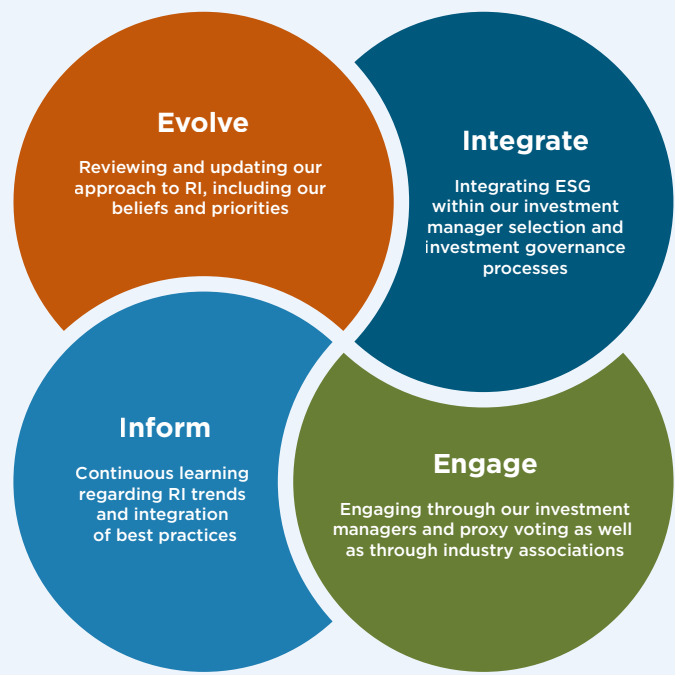 Evolve
Reviewing and updating our
approach to RI, including our
beliefs and priorities
Integrate
Integrating ESG
within our investment
manager selection and
investment governance
processes
Inform
Continuous learning
regarding RI trends
and integration
of best practices
Engage
Engaging through our investment
managers and proxy voting as well
as through industry associations